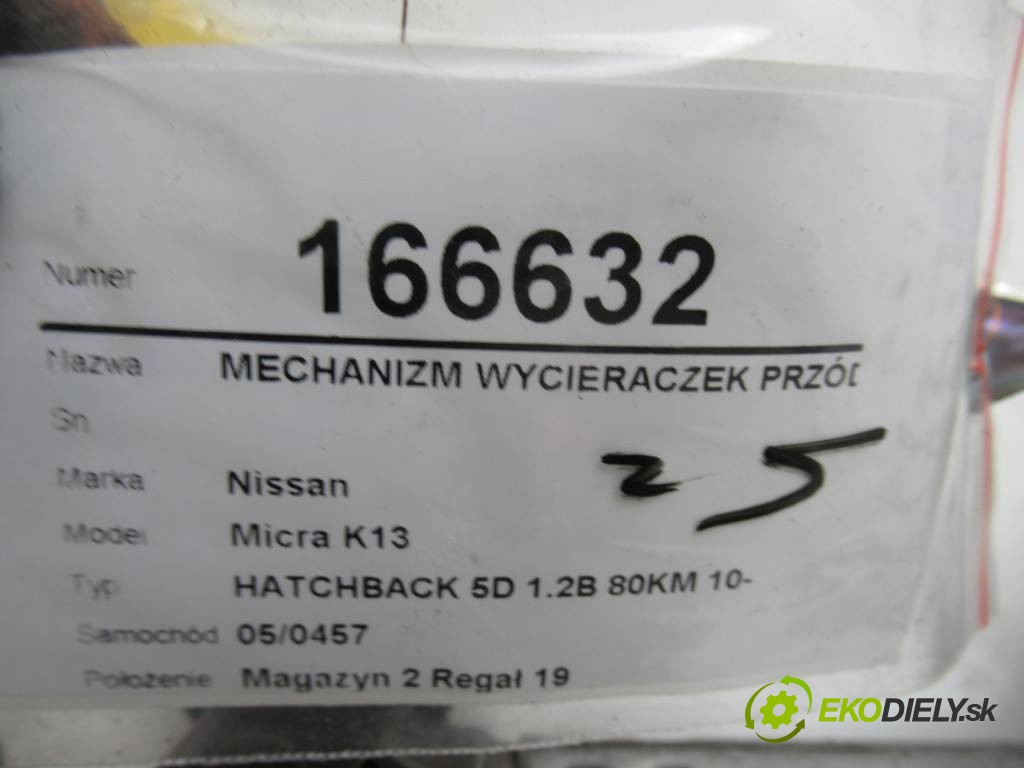 Numer 166632
Nazwa MECHANIZM WYCIERACZEK PRZÓD
Sn
Marka Nissan
25
Model Micra K13
Typ HATCHBACK 5D 1.2B 80KM 10-
Samochód 05/0457
Położenie Magazyn 2 Regał 19
EKODIELY.sk